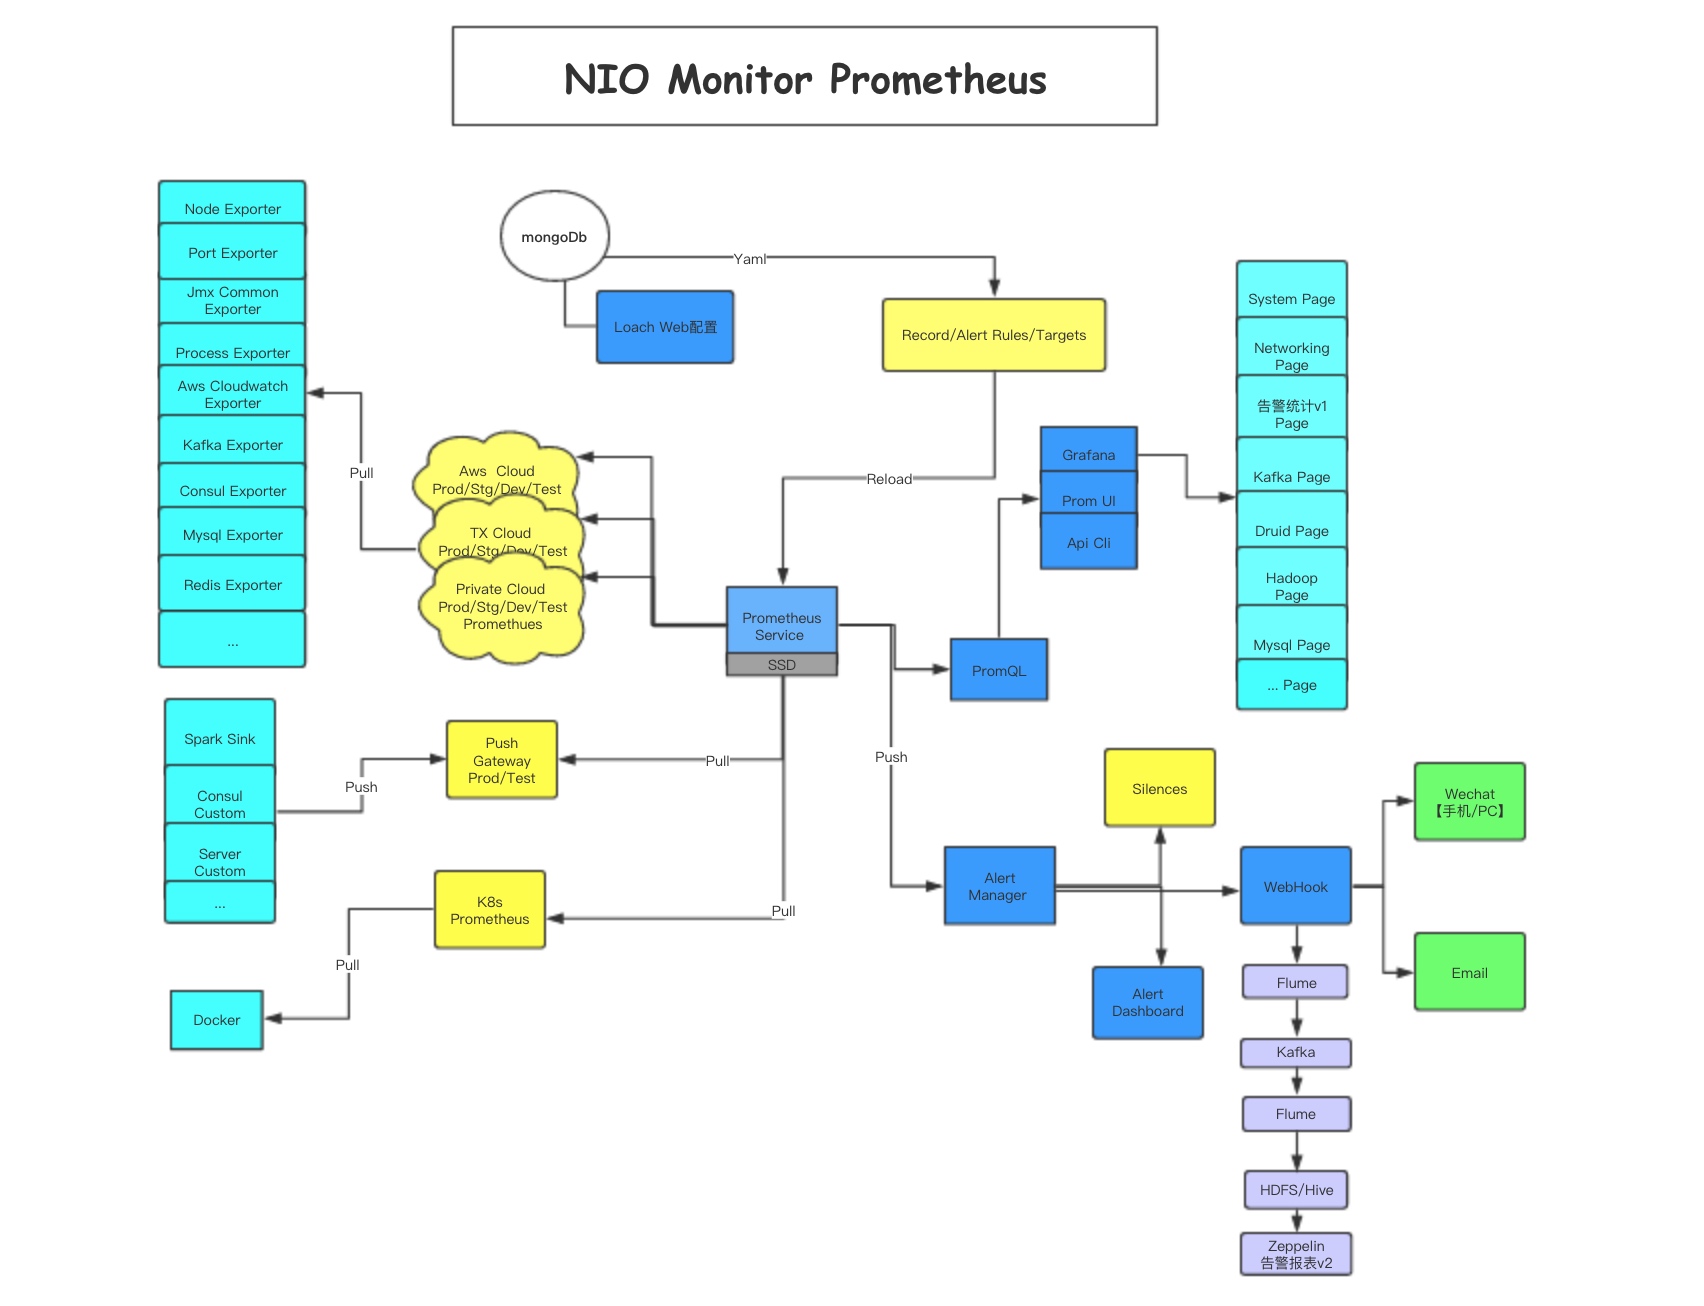 NIO Monitor Prometheus
Node Exporter
Port Exporter
Jmx Common
Exporter
Process Exporter
Aws Cloudwatch
Exporter
Kafka Exporter
Consul Exporter
Mysql Exporter
Redis Exporter
...
Pull
mongoDb
Yaml
Loach Web配置
Record/Alert Rules/Targets
Reload
Aws Cloud
Prod/Stg/Dev/Test
TX Cloud
Prod/Stg/Dev/Test
Private Cloud
Prod/Stg/Dev/Test
Promethues
Prometheus
Service
SSD
Grafana
Prom UI
Api Cli
PromQL
System Page
Networking
Page
告警统计v1
Page
Kafka Page
Druid Page
Hadoop
Page
Mysql Page
... Page
Spark Sink
Consul
Custom
Server
Custom
...
Push
Push
Gateway
Prod/Test
Pull
K8s
Prometheus
Pull
Pull
Docker
Push
Alert
Manager
Silences
Alert
Dashboard
WebHook
Wechat
【手机/PC】
Email
Flume
Kafka
Flume
HDFS/Hive
Zeppelin
告警报表v2